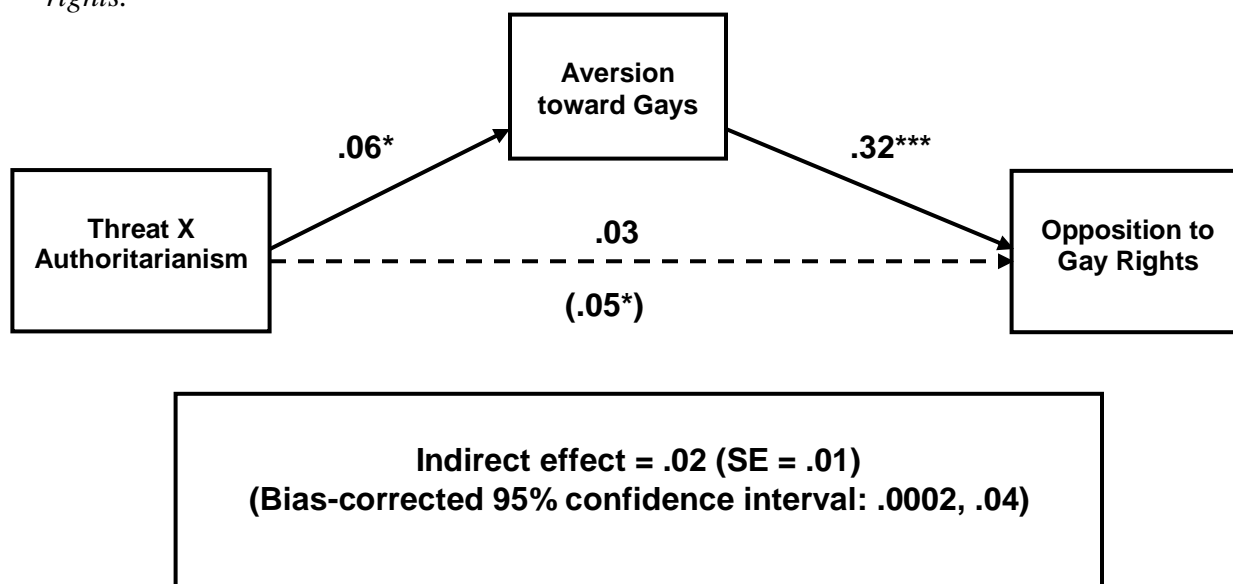 rights.
Aversion
toward Gays
.06*
.32***
Threat X
Authoritarianism
.03
(.05*)
Opposition to
Gay Rights
Indirect effect = .02 (SE = .01)
(Bias-corrected 95% confidence interval: .0002, .04)